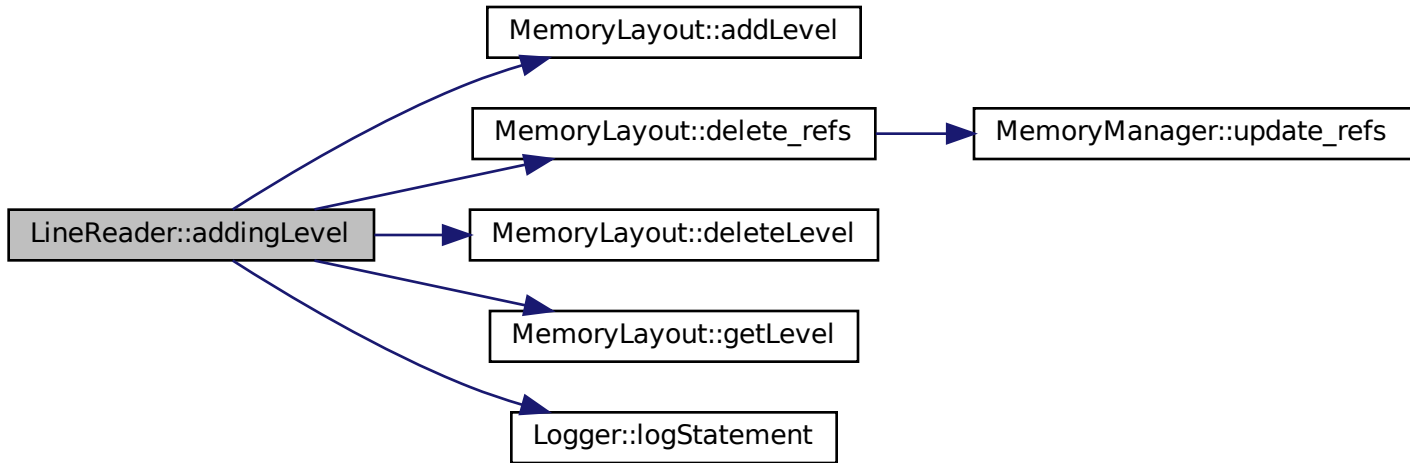 MemoryLayout::addLevel
MemoryLayout::delete_refs
MemoryManager::update_refs
LineReader::addingLevel
MemoryLayout::deleteLevel
MemoryLayout::getLevel
Logger::logStatement